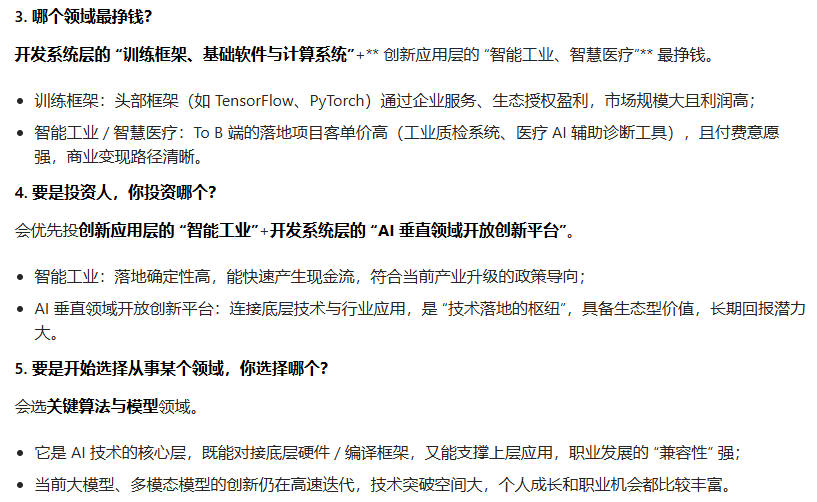 3. 哪个领域最挣钱？
开发系统层的 “训练框架、基础软件与计算系统”+** 创新应用层的 “智能工业、智慧医疗”** 最挣钱。
• 训练框架：头部框架（如 TensorFlow、PyTorch）通过企业服务、生态授权盈利，市场规模大且利润高；
• 智能工业 / 智慧医疗：To B 端的落地项目客单价高（工业质检系统、医疗 AI 辅助诊断工具），且付费意愿
强，商业变现路径清晰。
4. 要是投资人，你投资哪个？
会优先投创新应用层的 “智能工业”+开发系统层的 “AI 垂直领域开放创新平台”。
• 智能工业：落地确定性高，能快速产生现金流，符合当前产业升级的政策导向；
• AI 垂直领域开放创新平台：连接底层技术与行业应用，是 “技术落地的枢纽”，具备生态型价值，长期回报潜力
大。
5. 要是开始选择从事某个领域，你选择哪个？
会选关键算法与模型领域。
• 它是 AI 技术的核心层，既能对接底层硬件 / 编译框架，又能支撑上层应用，职业发展的 “兼容性” 强；
• 当前大模型、多模态模型的创新仍在高速迭代，技术突破空间大，个人成长和职业机会都比较丰富。